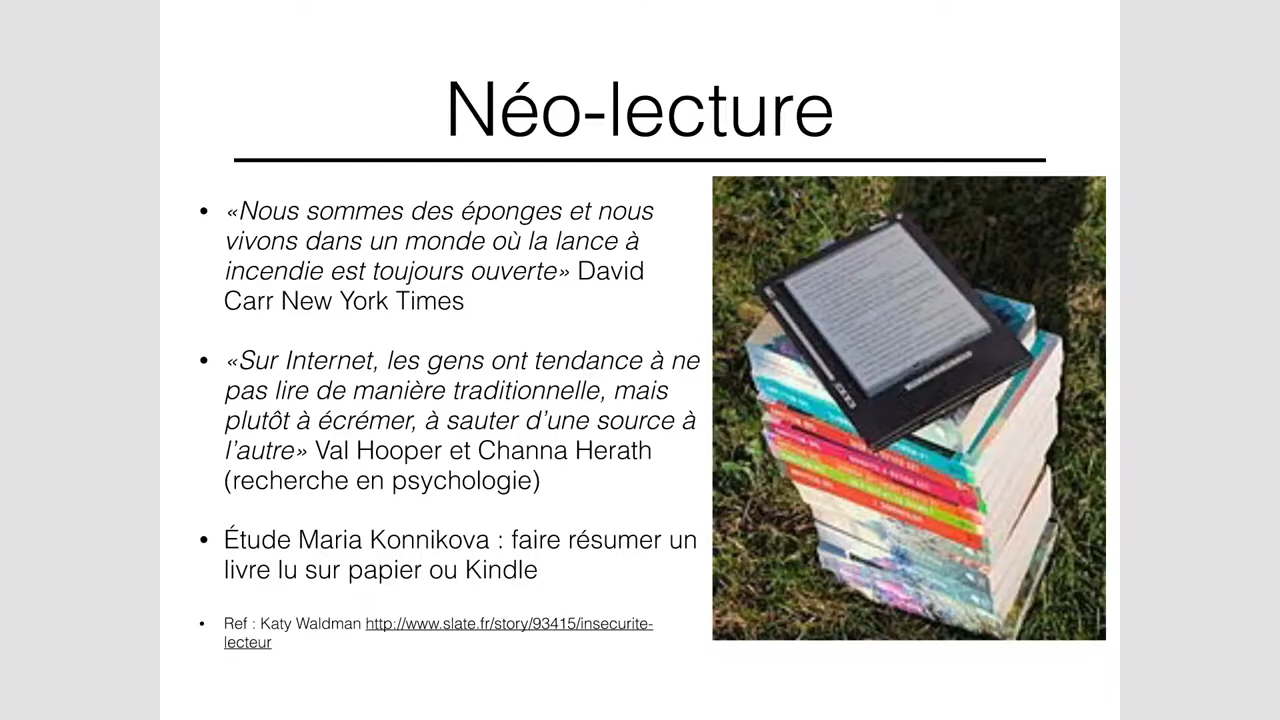 Néo-lecture
• «Nous sommes des éponges et nous
vivons dans un monde où la lance à
incendie est toujours ouverte» David
Carr New York Times
• «Sur Internet, les gens ont tendance à ne
pas lire de manière traditionnelle, mais
plutôt à écrémer, à sauter d’une source à
l’autre» Val Hooper et Channa Herath
(recherche en psychologie)
• Étude Maria Konnikova : faire résumer un
livre lu sur papier ou Kindle
• Ref : Katy Waldman http://www.slate.fr/story/93415/insecurite-
lecteur